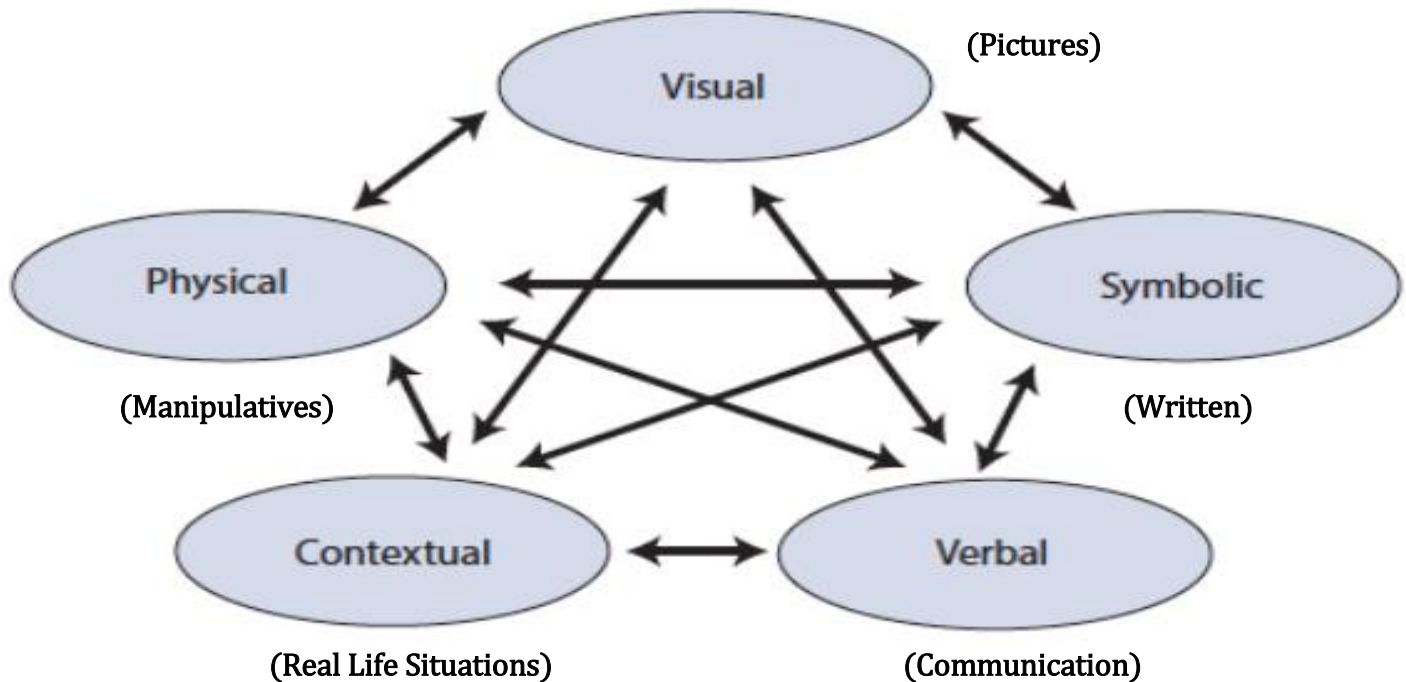 Visual
(Pictures)
Physical
(Manipulatives)
Symbolic
(Written)
Contextual
(Real Life Situations)
Verbal
(Communication)